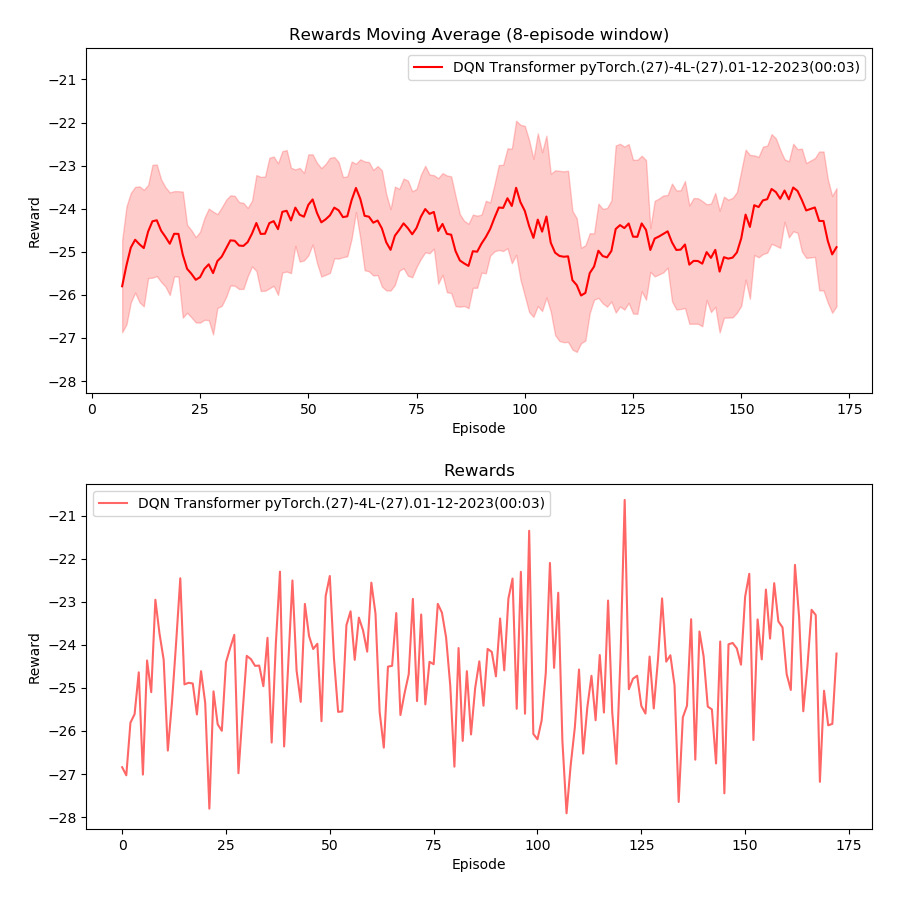 Rewards Moving Average (8-episode window)
DQN Transformer pyTorch.(27)-4L-(27).01-12-2023(00:03)
−21
−22
−23
−24
−25
−26
−27
−28
Reward
0 25 50 75 100 125 150 175
Episode
Rewards
DQN Transformer pyTorch.(27)-4L-(27).01-12-2023(00:03)
−21
−22
−23
−24
−25
−26
−27
−28
Reward
0 25 50 75 100 125 150 175
Episode